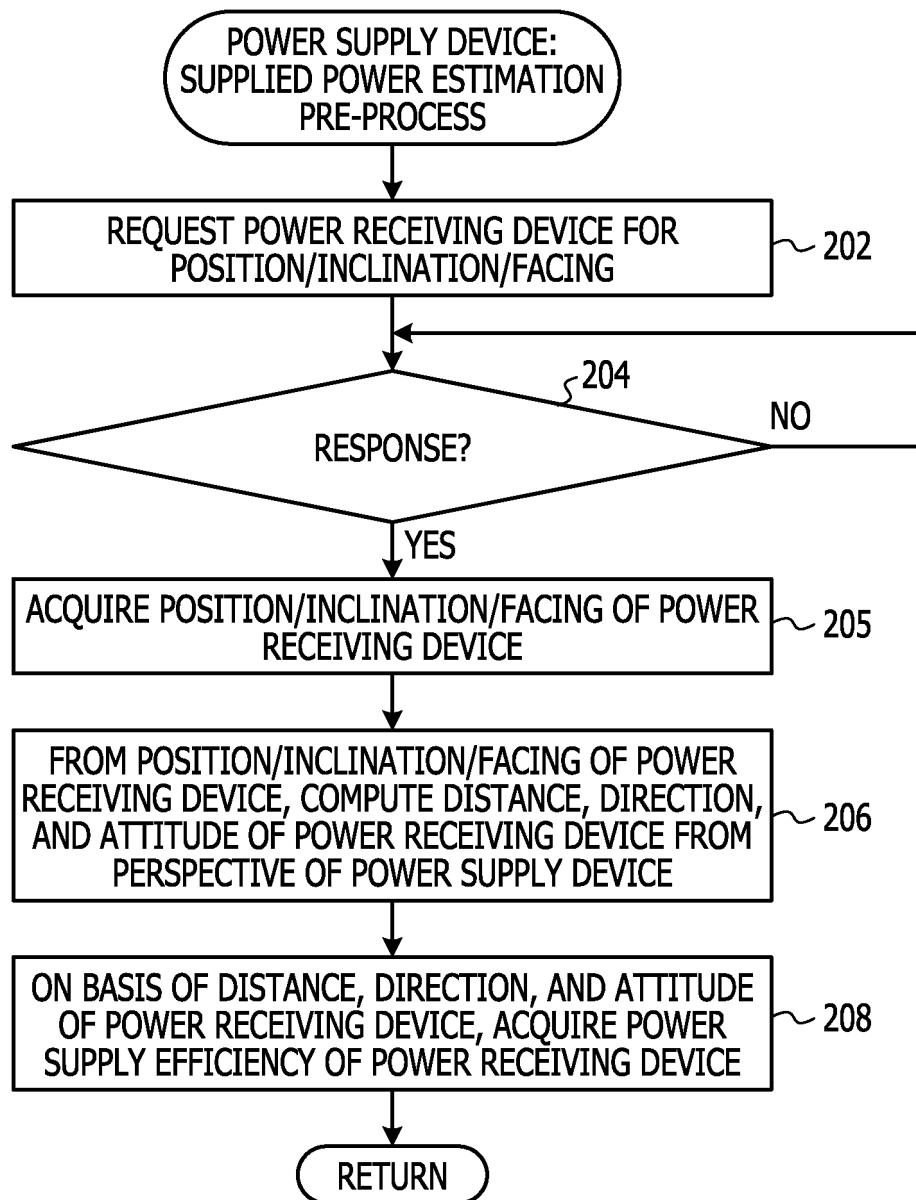 POWER SUPPLY DEVICE:
SUPPLIED POWER ESTIMATION
PRE-PROCESS
REQUEST POWER RECEIVING DEVICE FOR
POSITION/INCLINATION/FACING
202
204
RESPONSE?
NO
YES
ACQUIRE POSITION/INCLINATION/FACING OF POWER
RECEIVING DEVICE
205
FROM POSITION/INCLINATION/FACING OF POWER
RECEIVING DEVICE, COMPUTE DISTANCE, DIRECTION,
AND ATTITUDE OF POWER RECEIVING DEVICE FROM
PERSPECTIVE OF POWER SUPPLY DEVICE
206
ON BASIS OF DISTANCE, DIRECTION, AND ATTITUDE
OF POWER RECEIVING DEVICE, ACQUIRE POWER
SUPPLY EFFICIENCY OF POWER RECEIVING DEVICE
208
RETURN